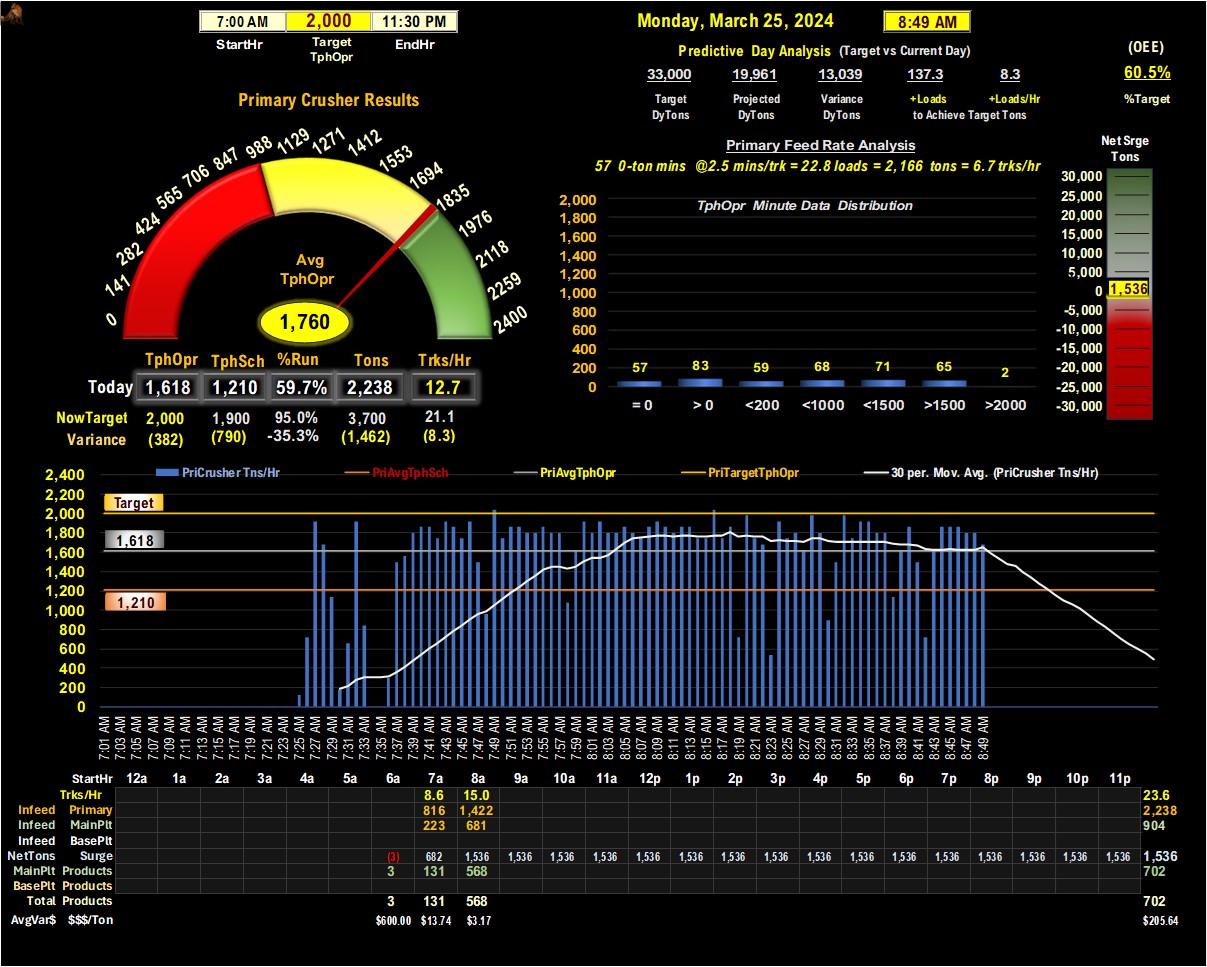 7:00 AM 2,000 11:30 PM
StartHr Target TphOpr EndHr
Monday, March 25, 2024 8:49 AM
Predictive Day Analysis (Target vs Current Day)
33,000 19,961 13,039 137.3 8.3
Target DyTons Projected DyTons Variance DyTons +Loads +Loads/Hr
to Achieve Target Tons
(OEE)
60.5%
%Target
Primary Crusher Results
0 141 282 424 565 706 847 988 1129 1271 1412 1553 1694 1835 1976 2118 2259 2400
Avg
TphOpr
1,760
TphOpr TphSch %Run Tons Trks/Hr
Today 1,618 1,210 59.7% 2,238 12.7
NowTarget 2,000 1,900 95.0% 3,700 21.1
Variance (382) (790) -35.3% (1,462) (8.3)
Primary Feed Rate Analysis
57 0-ton mins @2.5 mins/trk = 22.8 loads = 2,166 tons = 6.7 trks/hr
TphOpr Minute Data Distribution
2,000
1,800
1,600
1,400
1,200
1,000
800
600
400
200
0
57 83 59 68 71 65 2
= 0 > 0 <200 <1000 <1500 >1500 >2000
Net Srge
Tons
30,000
25,000
20,000
15,000
10,000
5,000
0 1,536
-5,000
-10,000
-15,000
-20,000
-25,000
-30,000
PriCrusher Tns/Hr PriAvgTphSch PriAvgTphOpr PriTargetTphOpr 30 per. Mov. Avg. (PriCrusher Tns/Hr)
2,400
2,200
2,000
1,800
1,600
1,400
1,200
1,000
800
600
400
200
0
Target
1,618
1,210
7:01 AM 7:03 AM 7:05 AM 7:07 AM 7:09 AM 7:11 AM 7:13 AM 7:15 AM 7:17 AM 7:19 AM 7:21 AM 7:23 AM 7:25 AM 7:27 AM 7:29 AM 7:31 AM 7:33 AM 7:35 AM 7:37 AM 7:39 AM 7:41 AM 7:43 AM 7:45 AM 7:47 AM 7:49 AM 7:51 AM 7:53 AM 7:55 AM 7:57 AM 7:59 AM 8:01 AM 8:03 AM 8:05 AM 8:07 AM 8:09 AM 8:11 AM 8:13 AM 8:15 AM 8:17 AM 8:19 AM 8:21 AM 8:23 AM 8:25 AM 8:27 AM 8:29 AM 8:31 AM 8:33 AM 8:35 AM 8:37 AM 8:39 AM 8:41 AM 8:43 AM 8:45 AM 8:47 AM 8:49 AM
StartHr 12a 1a 2a 3a 4a 5a 6a 7a 8a 9a 10a 11a 12p 1p 2p 3p 4p 5p 6p 7p 8p 9p 10p 11p
Trks/Hr 8.6 15.0 23.6
Infeed Primary 816 1,422 2,238
Infeed MainPlt 223 681 904
Infeed BasePlt
NetTons Surge (3) 682 1,536 1,536 1,536 1,536 1,536 1,536 1,536 1,536 1,536 1,536 1,536 1,536 1,536 1,536 1,536 1,536 1,536
MainPlt Products 3 131 568 702
BasePlt Products
Total Products 3 131 568 702
AvgVar$ $$$/Ton $600.00 $13.74 $3.17 $205.64